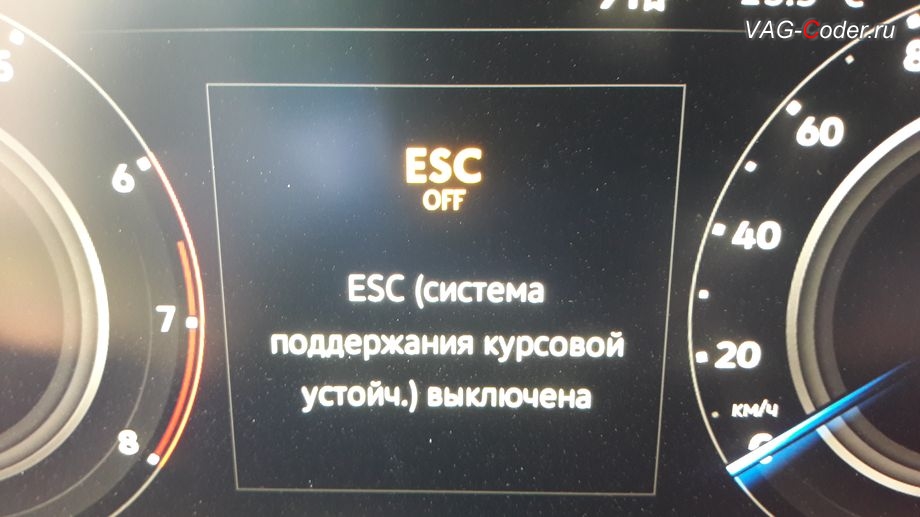 VAG-Coder.ru
6
7
8
ESC
OFF
ESC (система
поддержания курсовой
устойч.) выключена
60
40
20
км/ч